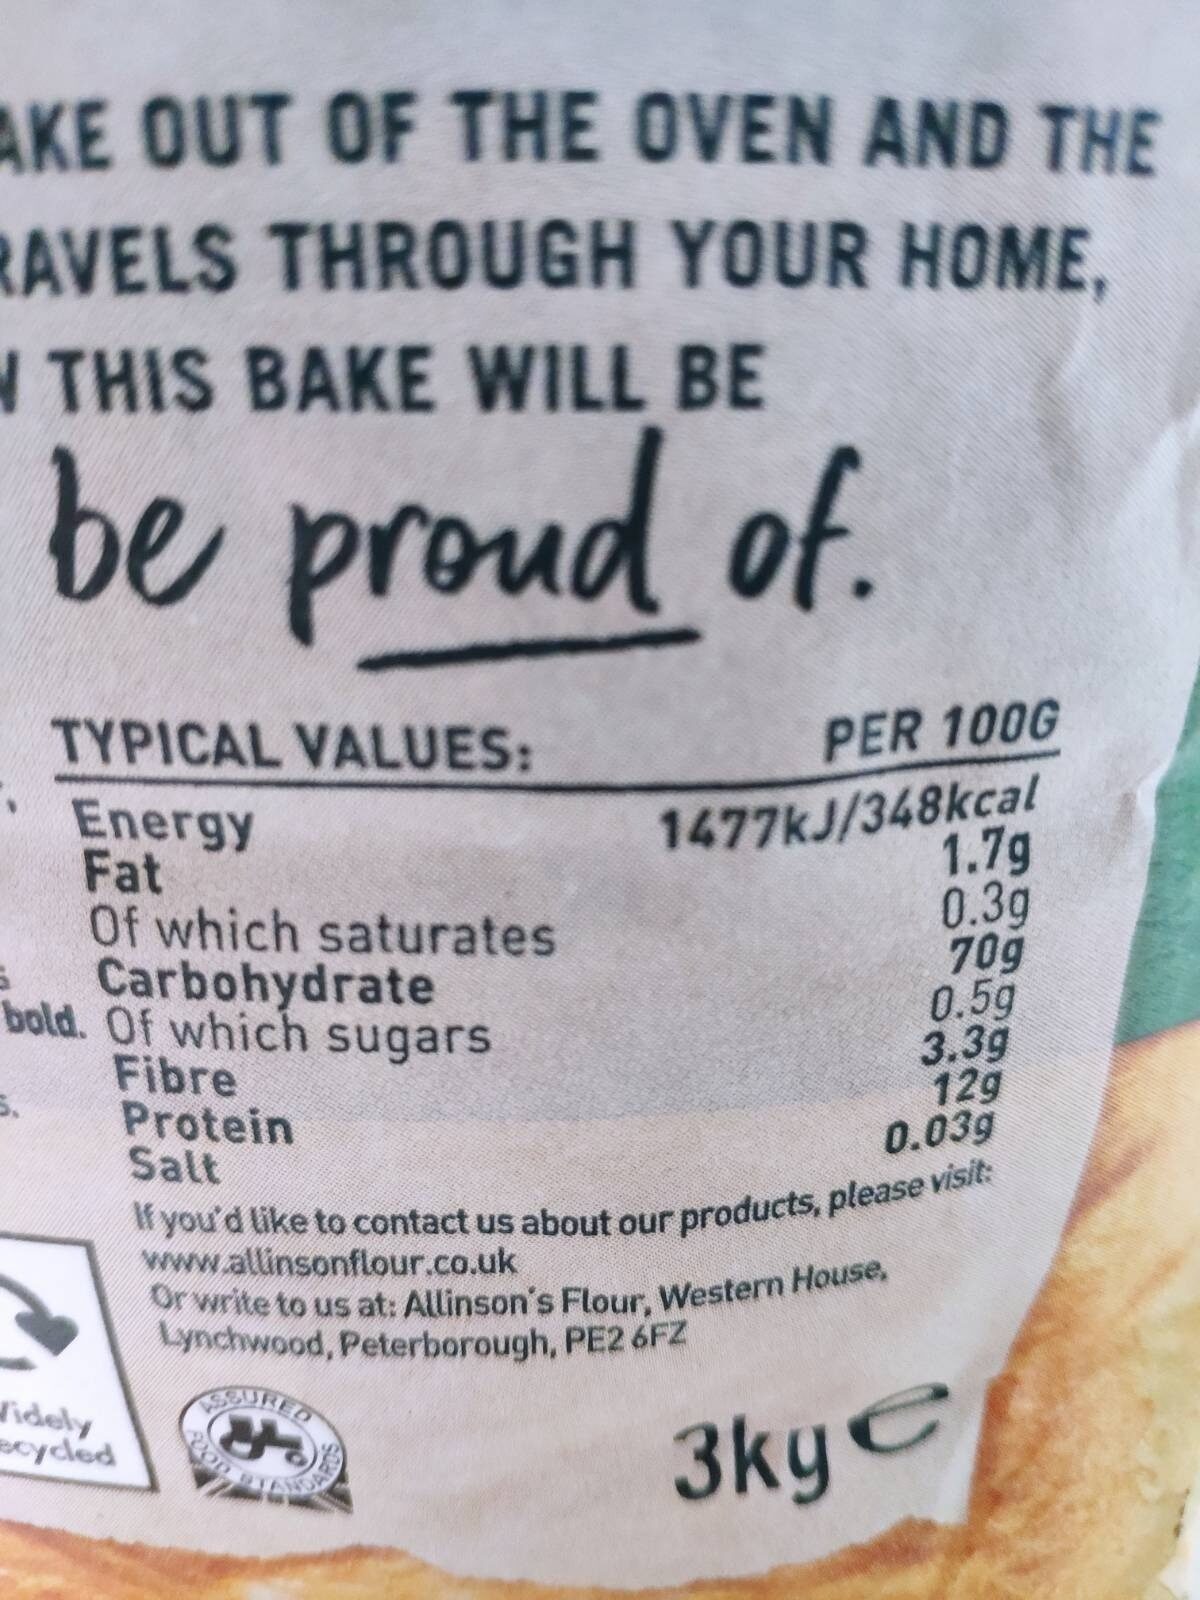 AKE OUT OF THE OVEN AND THE
RAVELS THROUGH YOUR HOME,
THIS BAKE WILL BE
be proud of.
TYPICAL VALUES: PER 100G
Energy 1477kJ/348kcal
Fat 1.7g
Of which saturates 0.3g
Carbohydrate 70g
bold. Of which sugars 0.5g
Fibre 3.3g
Protein 12g
Salt 0.03g
If you'd like to contact us about our products, please visit:
www.allinsonflour.co.uk
Or write to us at: Allinson's Flour, Western House,
Lynchwood, Peterborough, PE2 6FZ
Widely
ecycled
ASSURED
FOOD STANDARDS
3kg e